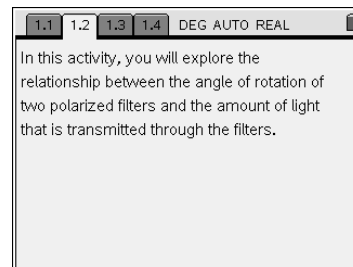 1.1 1.2 1.3 1.4 DEG AUTO REAL
In this activity, you will explore the
relationship between the angle of rotation of
two polarized filters and the amount of light
that is transmitted through the filters.